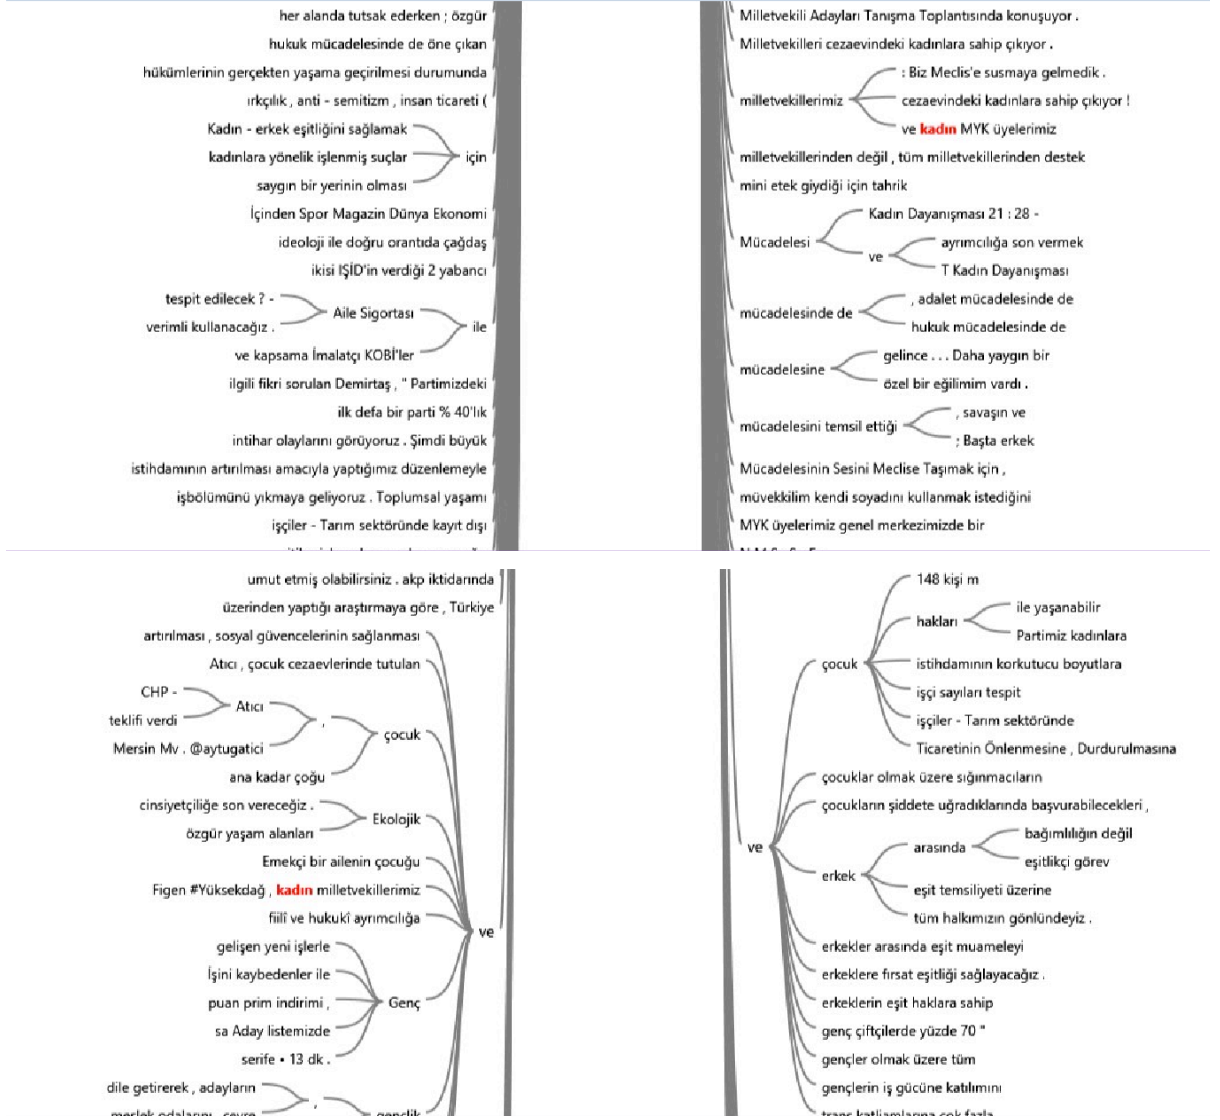 her alanda tutsak ederken ; özgür
hukuk mücadelesinde de öne çıkan
hükümlerinin gerçekten yaşama geçirilmesi durumunda
ırkçılık , anti - semitizm , insan ticareti (
Kadın - erkek eşitliğini sağlamak
kadınlara yönelik işlenmiş suçlar
için
saygın bir yerinin olması
İçinden Spor Magazin Dünya Ekonomi
ideoloji ile doğru orantıda çağdaş
ikisi IŞİD'in verdiği 2 yabancı
tespit edilecek ? -
Aile Sigortası
verimli kullanacağız .
ile
ve kapsama İmalatçı KOBİ'ler
ilgili fikri sorulan Demirtaş , " Partimizdeki
ilk defa bir parti % 40'lık
intihar olaylarını görüyoruz . Şimdi büyük
istihdamının artırılması amacıyla yaptığımız düzenlemeyle
işbölümünü yıkmaya geliyoruz . Toplumsal yaşamı
işçiler - Tarım sektöründe kayıt dışı
Milletvekili Adayları Tanışma Toplantısında konuşuyor .
Milletvekilleri cezaevindeki kadınlara sahip çıkıyor .
: Biz Meclis'e susmaya gelmedik .
milletvekillerimiz
cezaevindeki kadınlara sahip çıkıyor !
ve kadın MYK üyelerimiz
milletvekillerinden değil , tüm milletvekillerinden destek
mini etek giydiği için tahrik
Kadın Dayanışması 21 : 28 -
Mücadelesi
ve
ayrımcılığa son vermek
T Kadın Dayanışması
mücadelesinde de
, adalet mücadelesinde de
hukuk mücadelesinde de
mücadelesine
gelince . . . Daha yaygın bir
özel bir eğilimim vardı .
mücadelesini temsil ettiği
, savaşın ve
; Başta erkek
Mücadelesinin Sesini Meclise Taşımak için ,
müvekkilim kendi soyadını kullanmak istediğini
MYK üyelerimiz genel merkezimizde bir
umut etmiş olabilirsiniz . akp iktidarında
üzerinden yaptığı araştırmaya göre , Türkiye
artırılması , sosyal güvencelerinin sağlanması
Atıcı , çocuk cezaevlerinde tutulan
CHP -
Atıcı
teklifi verdi
,
çocuk
Mersin Mv . @aytugatici
ana kadar çoğu
cinsiyetçiliğe son vereceğiz .
Ekolojik
özgür yaşam alanları
Emekçi bir ailenin çocuğu
Figen #Yüksekdağ , kadın milletvekillerimiz
fiilî ve hukukî ayrımcılığa
ve
gelişen yeni işlerle
İşini kaybedenler ile
puan prim indirimi ,
Genç
sa Aday listemizde
serife • 13 dk .
dile getirerek , adayların
,
meslek odalarını , çevre
gençlik
148 kişi m
hakları
ile yaşanabilir
Partimiz kadınlara
çocuk
istihdamının korkutucu boyutlara
işçi sayıları tespit
işçiler - Tarım sektöründe
Ticaretinin Önlenmesine , Durdurulmasına
çocuklar olmak üzere sığınmacıların
çocukların şiddete uğradıklarında başvurabilecekleri ,
ve
arasında
bağımlılığın değil
eşitlikçi görev
erkek
eşit temsiliyeti üzerine
tüm halkımızın gönlündeyiz .
erkekler arasında eşit muameleyi
erkeklere fırsat eşitliği sağlayacağız .
erkeklerin eşit haklara sahip
genç çiftçilerde yüzde 70 "
gençler olmak üzere tüm
gençlerin iş gücüne katılımını
trans katliamlarına çok fazla